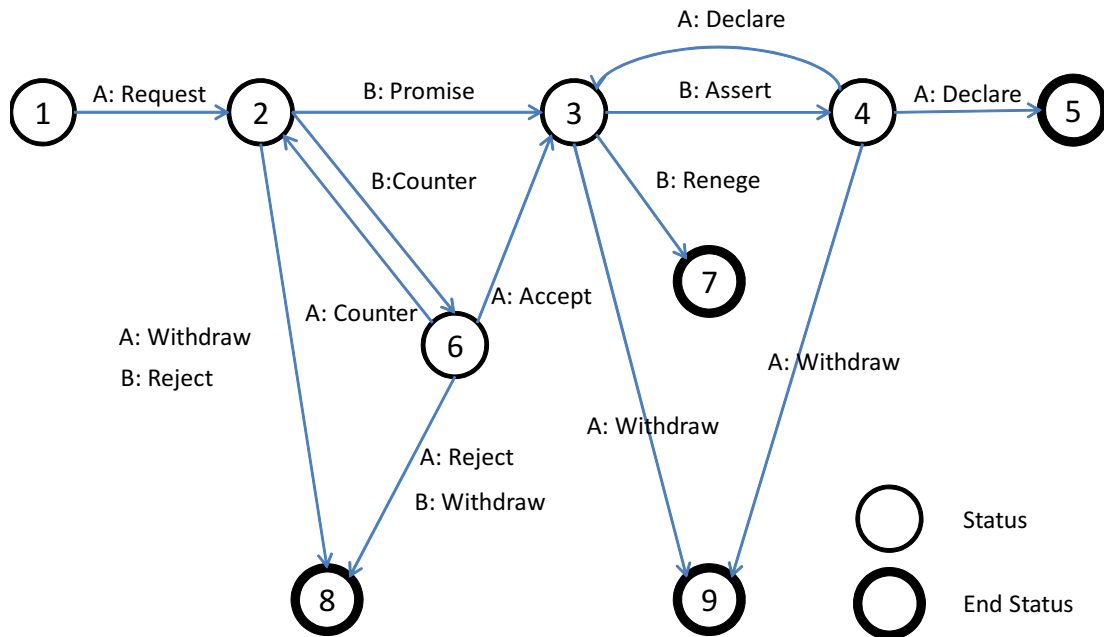 A: Declare
1
A: Request
2
B: Promise
3
B: Assert
4
A: Declare
5
B:Counter
B: Renege
7
A: Counter
6
A: Accept
A: Withdraw
B: Reject
A: Withdraw
A: Withdraw
A: Reject
B: Withdraw
8
9
Status
End Status